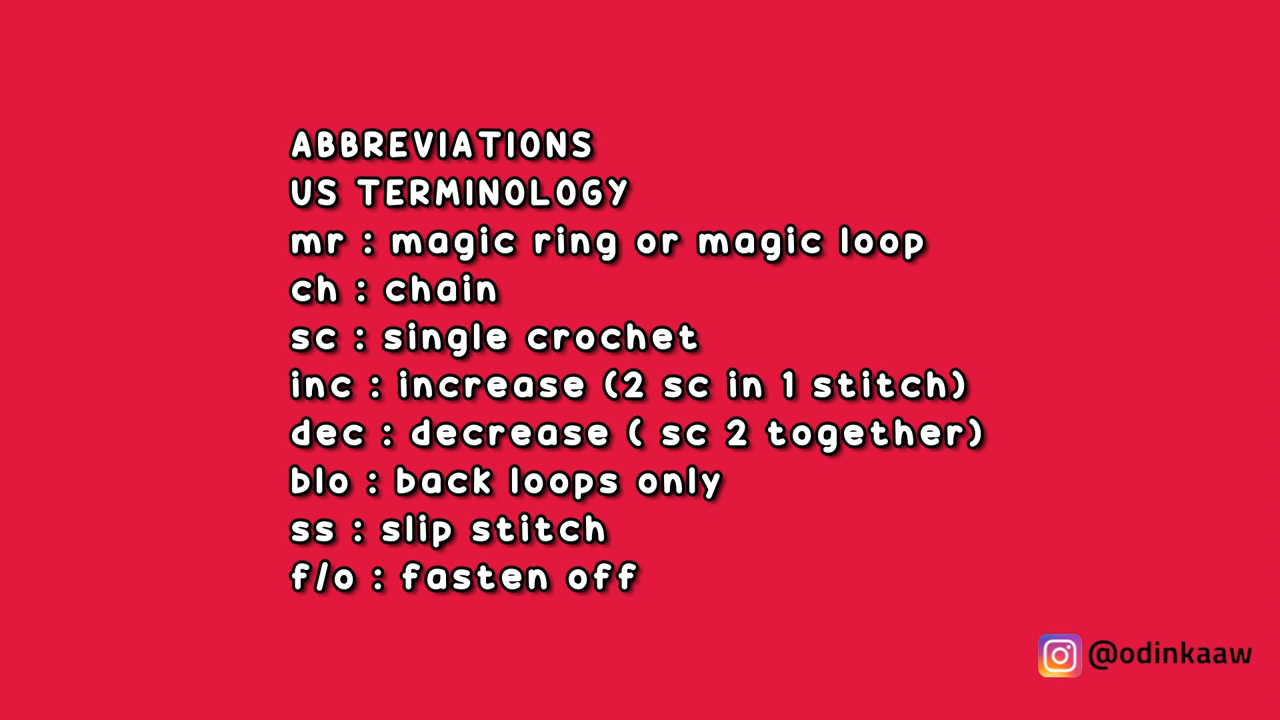 ABBREVIATIONS
US TERMINOLOGY
mr : magic ring or magic loop
ch : chain
sc : single crochet
inc : increase (2 sc in 1 stitch)
dec : decrease ( sc 2 together)
blo : back loops only
ss : slip stitch
f/o : fasten off
@odinkaaw